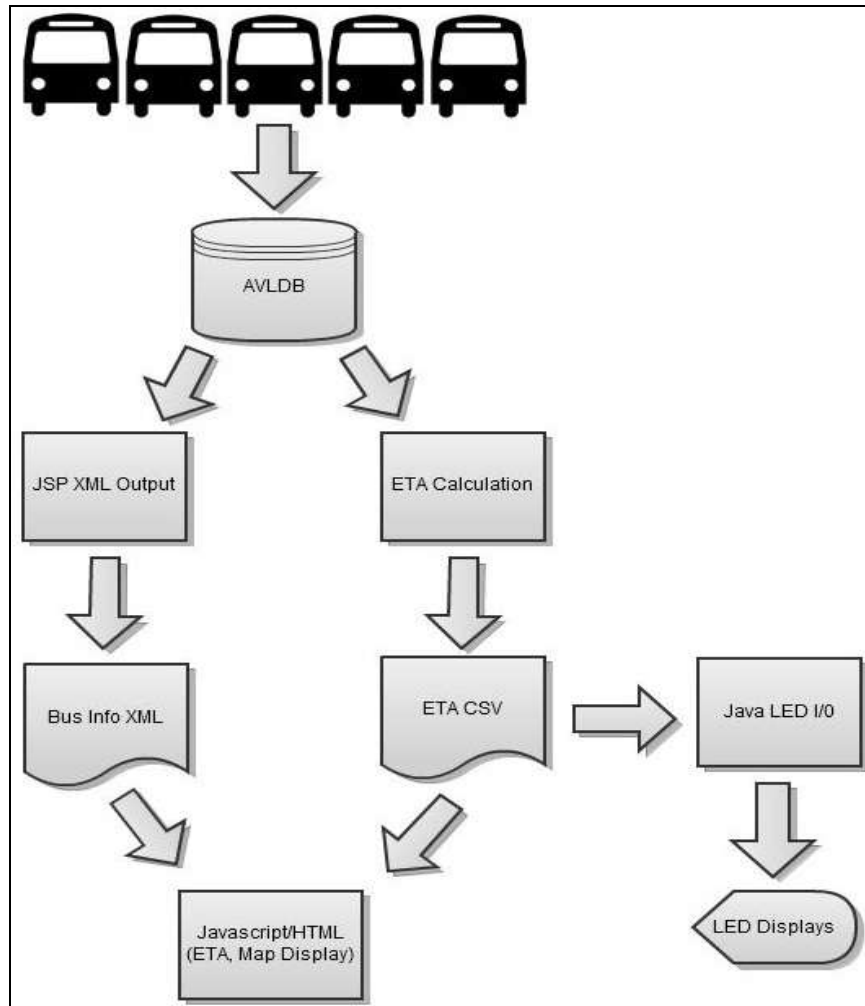 AVLDB
JSP XML Output
ETA Calculation
Bus Info XML
ETA CSV
Java LED I/0
Javascript/HTML
(ETA, Map Display)
LED Displays